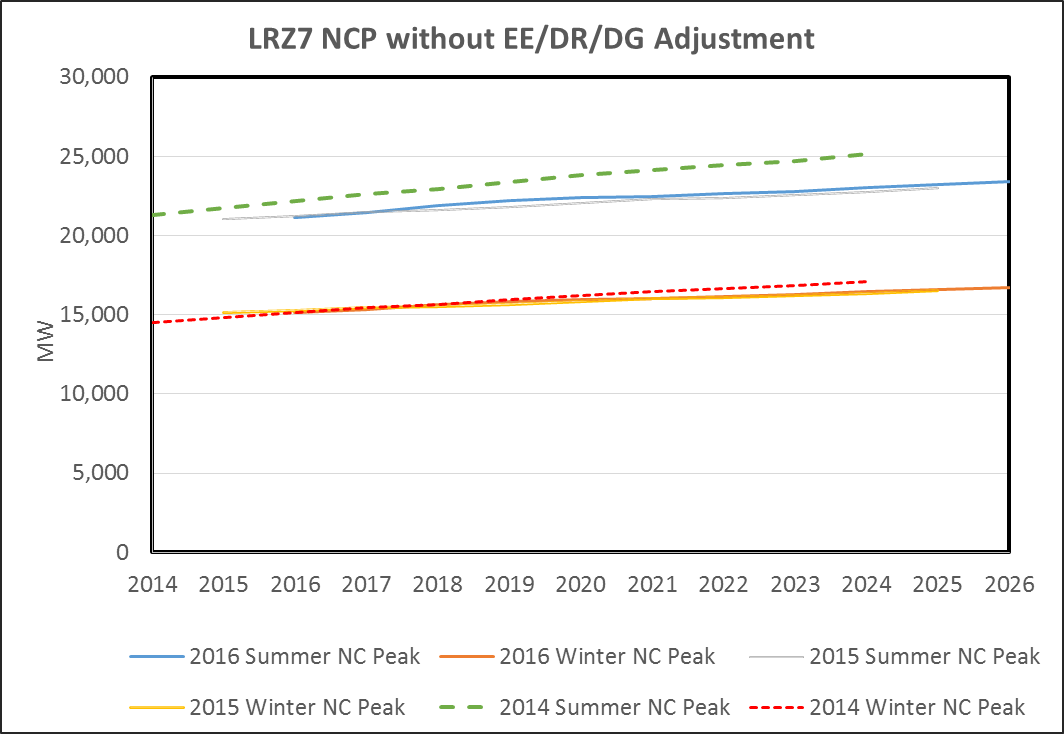 LRZ7 NCP without EE/DR/DG Adjustment
30,000
25,000
20,000
15,000
10,000
5,000
0
MW
2014 2015 2016 2017 2018 2019 2020 2021 2022 2023 2024 2025 2026
2016 Summer NC Peak 2016 Winter NC Peak 2015 Summer NC Peak
2015 Winter NC Peak 2014 Summer NC Peak 2014 Winter NC Peak